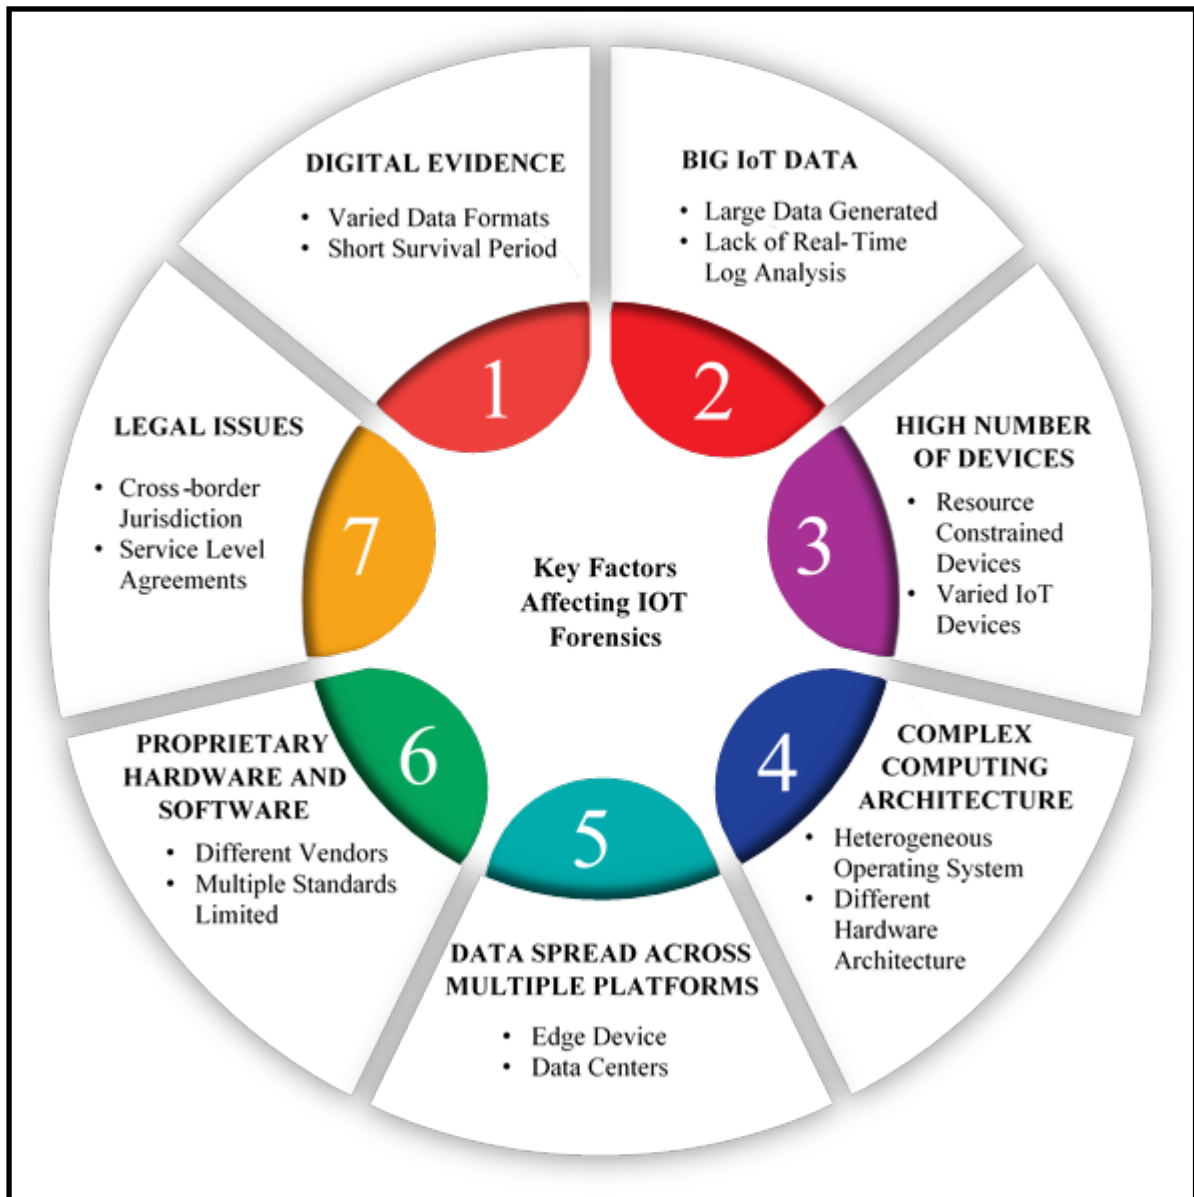 DIGITAL EVIDENCE
• Varied Data Formats
• Short Survival Period
1
BIG IoT DATA
• Large Data Generated
• Lack of Real-Time
Log Analysis
2
HIGH NUMBER
OF DEVICES
• Resource
Constrained
Devices
• Varied IoT
Devices
3
COMPLEX
COMPUTING
ARCHITECTURE
• Heterogeneous
Operating System
• Different
Hardware
Architecture
4
DATA SPREAD ACROSS
MULTIPLE PLATFORMS
• Edge Device
• Data Centers
5
PROPRIETARY
HARDWARE AND
SOFTWARE
• Different Vendors
• Multiple Standards
Limited
6
LEGAL ISSUES
• Cross-border
Jurisdiction
• Service Level
Agreements
7
Key Factors
Affecting IOT
Forensics